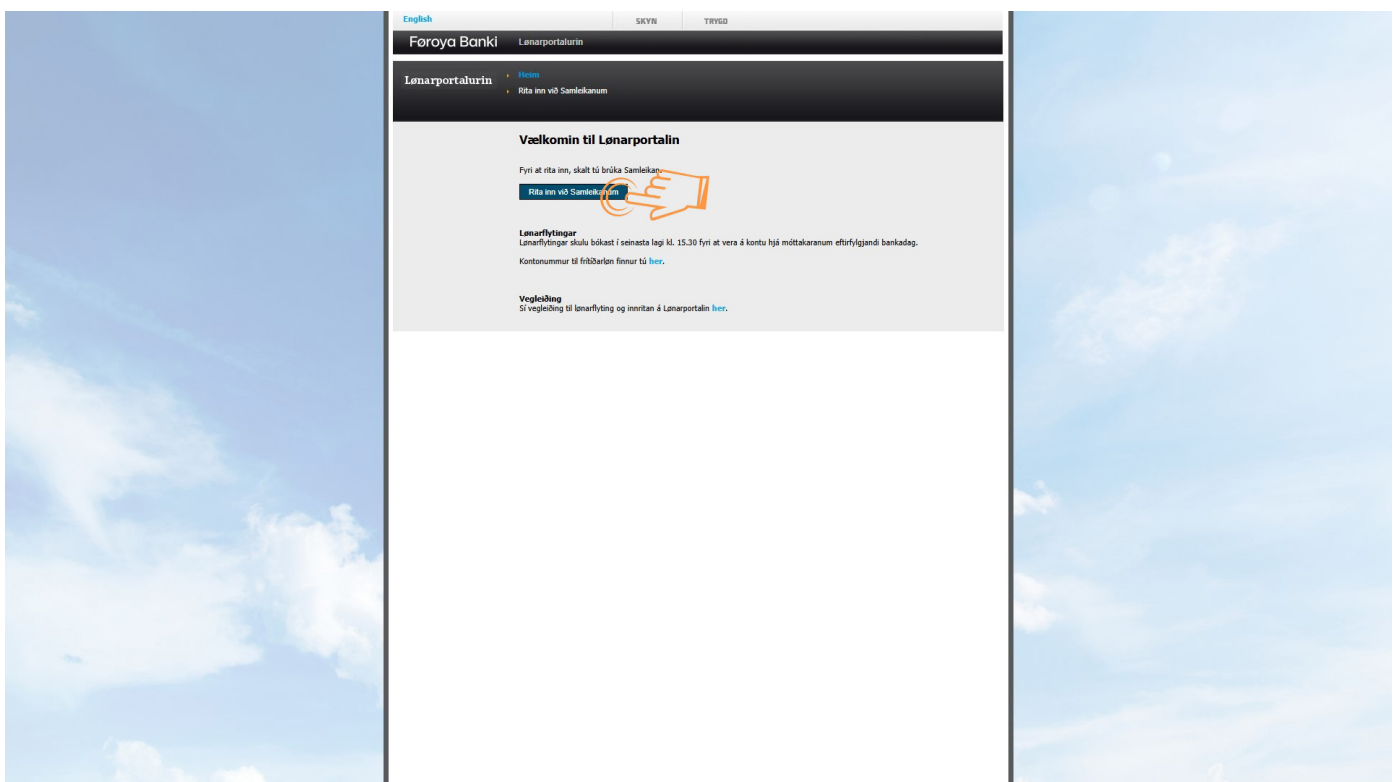 English
SKYN TRYGD
Føroya Banki Lønarportalurin
Lønarportalurin
Heim
Rita inn við Samleikanum
Vælkomin til Lønarportalin
Fyri at rita inn, skalt tú brúka Samleikan.
Rita inn við Samleikanum
Lønarflytingar
Lønarflytingar skulu bókast í seinasta lagi kl. 15.30 fyri at vera á kontu hjá móttakaranum eftirfylgjandi bankadag.
Kontonummur til frítíðarløn finnur tú her.
Vegleiðing
Sí vegleiðing til lønarflyting og innritan á Lønarportalin her.